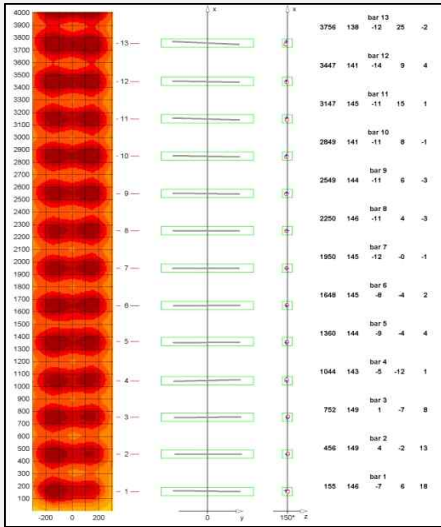 4000
3900
3800
3700
3600
3500
3400
3300
3200
3100
3000
2900
2800
2700
2600
2500
2400
2300
2200
2100
2000
1900
1800
1700
1600
1500
1400
1300
1200
1100
1000
900
800
700
600
500
400
300
200
100
-200 0 200
x x
- 13 -
- 12 -
- 11 -
- 10 -
- 9 -
- 8 -
- 7 -
- 6 -
- 5 -
- 4 -
- 3 -
- 2 -
- 1 -
0 y 150* z
bar 13
3756 138 -12 25 -2
bar 12
3447 141 -14 9 4
bar 11
3147 145 -11 15 1
bar 10
2849 141 -11 8 -1
bar 9
2549 144 -11 6 -3
bar 8
2250 146 -11 4 -3
bar 7
1950 145 -12 -0 -1
bar 6
1648 145 -8 -4 2
bar 5
1360 144 -9 -4 4
bar 4
1044 143 -5 -12 1
bar 3
752 149 1 -7 8
bar 2
456 149 4 -2 13
bar 1
155 146 -7 6 18